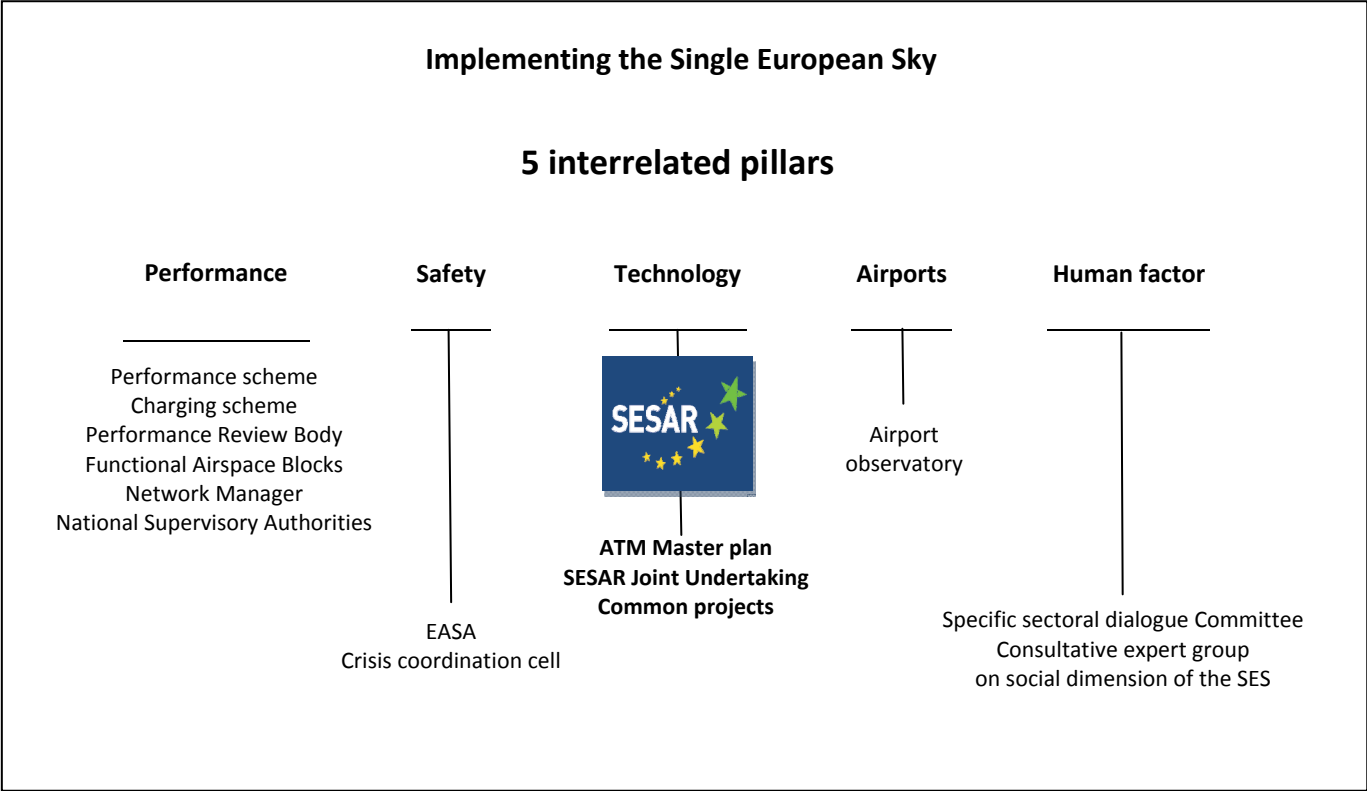 Implementing the Single European Sky
5 interrelated pillars
Performance
Safety
Technology
Airports
Human factor
Performance scheme
Charging scheme
Performance Review Body
Functional Airspace Blocks
Network Manager
National Supervisory Authorities
EASA
Crisis coordination cell
SESAR
ATM Master plan
SESAR Joint Undertaking
Common projects
Airport
observatory
Specific sectoral dialogue Committee
Consultative expert group
on social dimension of the SES